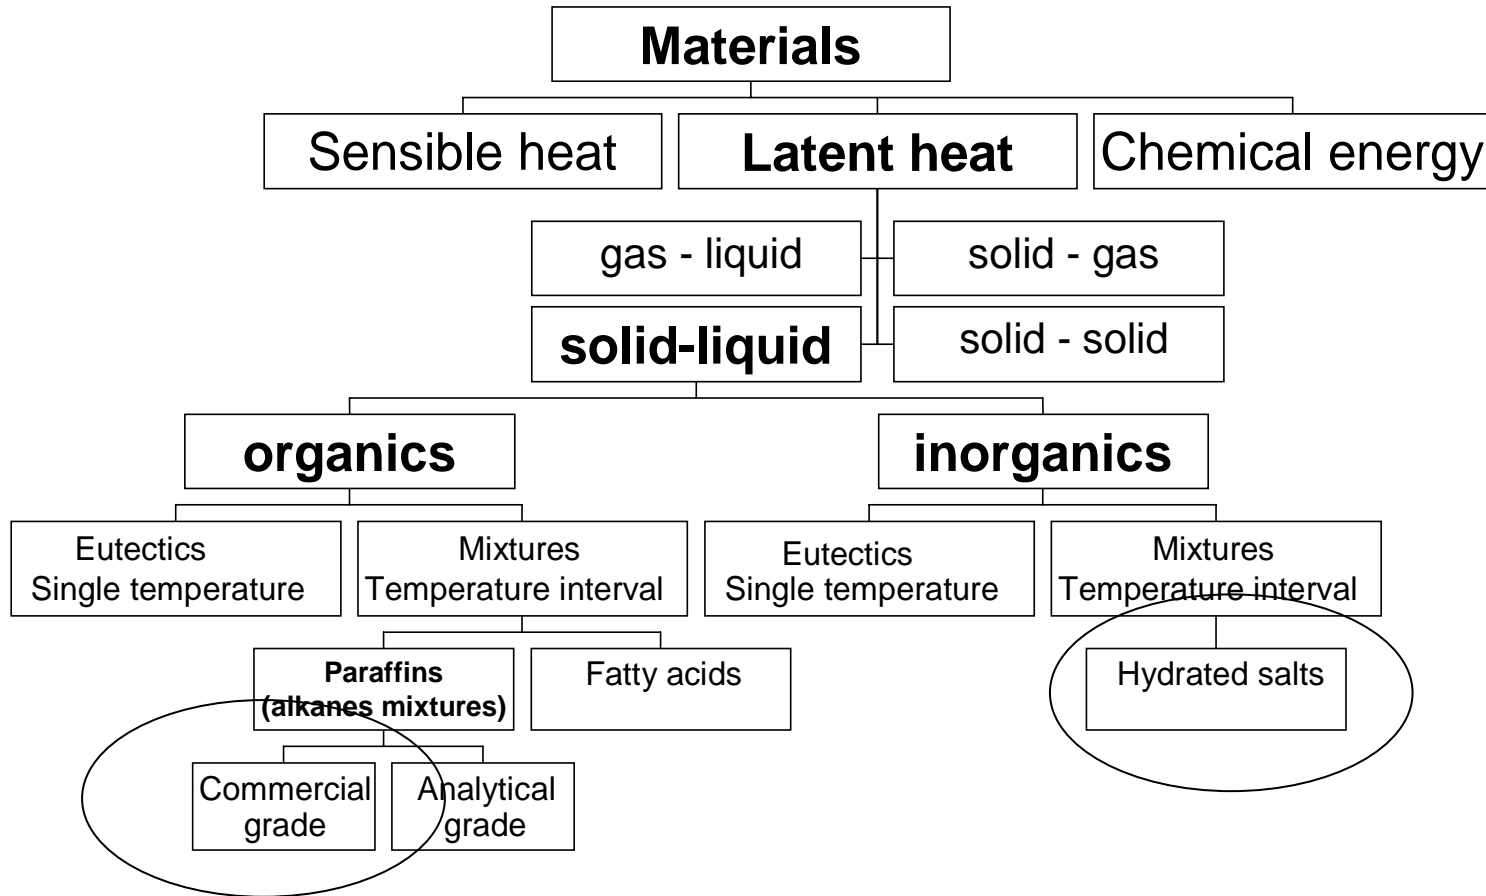 Materials
Sensible heat
Latent heat
Chemical energy
gas - liquid
solid - gas
solid-liquid
solid - solid
organics
inorganics
Eutectics
Single temperature
Mixtures
Temperature interval
Eutectics
Single temperature
Mixtures
Temperature interval
Paraffins
(alkanes mixtures)
Fatty acids
Hydrated salts
Commercial
grade
Analytical
grade